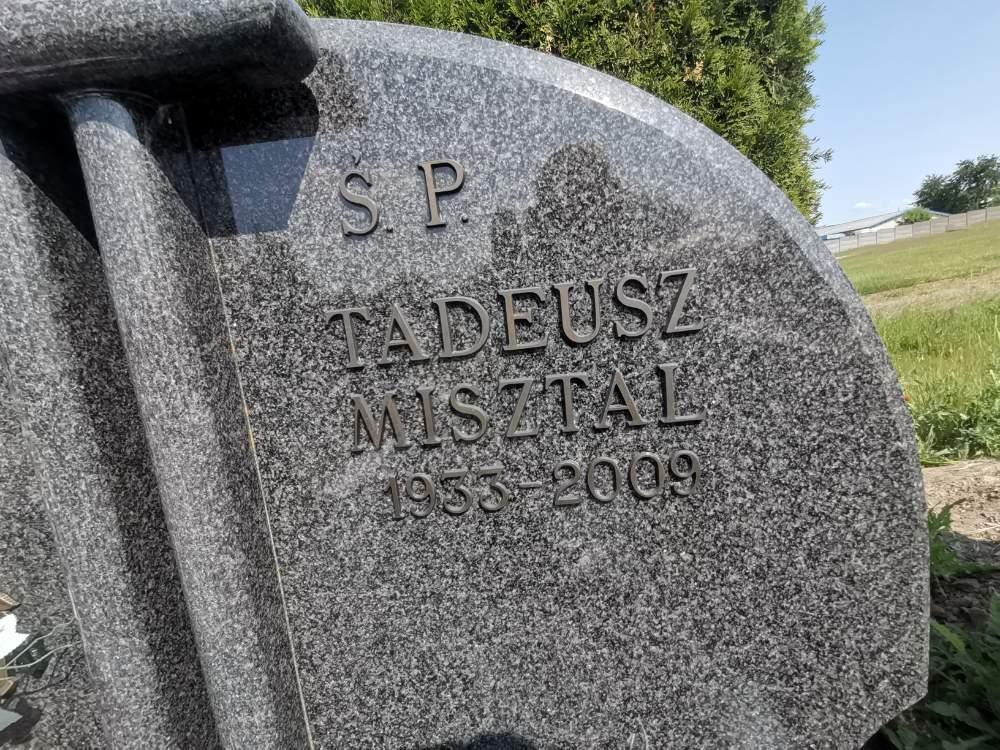 Ś. P.
TADEUSZ
MISZTAL
1933-2009